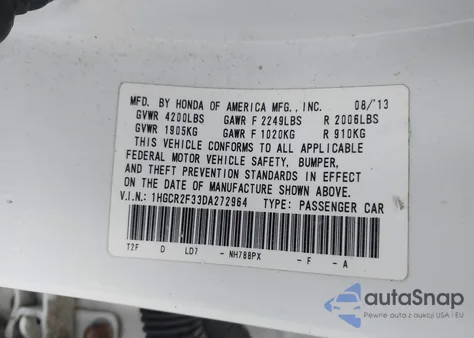 MFD. BY HONDA OF AMERICA MFG., INC. 08/'13
GVWR 4200LBS GAWR F 2249LBS R 2006LBS
GVWR 1905KG GAWR F 1020KG R 910KG
THIS VEHICLE CONFORMS TO ALL APPLICABLE
FEDERAL MOTOR VEHICLE SAFETY, BUMPER,
AND THEFT PREVENTION STANDARDS IN EFFECT
ON THE DATE OF MANUFACTURE SHOWN ABOVE.
V.I.N.: 1HGCR2F33DA272964 TYPE: PASSENGER CAR
T2F D LD7 - NH788PX - F - A
autoSnap
Pewne auta z aukcji USA i EU